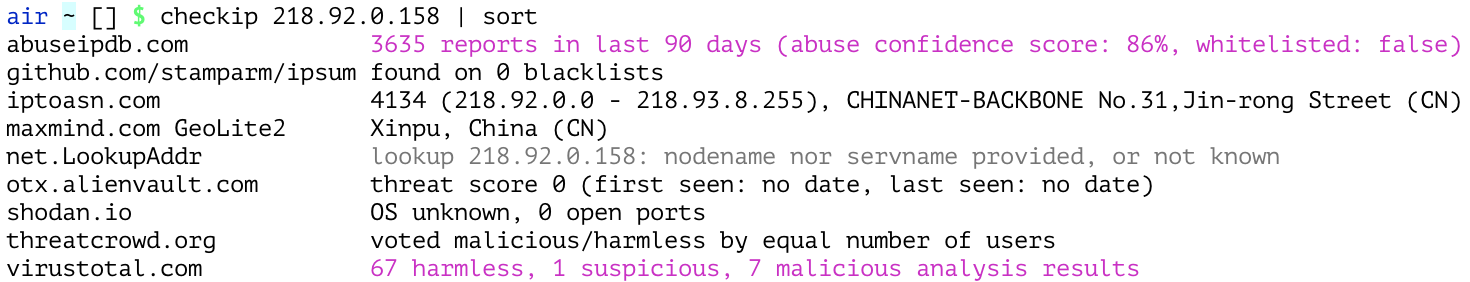 air ~ [] $ checkip 218.92.0.158 | sort
abuseipdb.com 3635 reports in last 90 days (abuse confidence score: 86%, whitelisted: false)
github.com/stamparm/ipsum found on 0 blacklists
iptoasn.com 4134 (218.92.0.0 - 218.93.8.255), CHINANET-BACKBONE No.31,Jin-rong Street (CN)
maxmind.com GeoLite2 Xinpu, China (CN)
net.LookupAddr lookup 218.92.0.158: nodename nor servname provided, or not known
otx.alienvault.com threat score 0 (first seen: no date, last seen: no date)
shodan.io OS unknown, 0 open ports
threatcrowd.org voted malicious/harmless by equal number of users
virustotal.com 67 harmless, 1 suspicious, 7 malicious analysis results